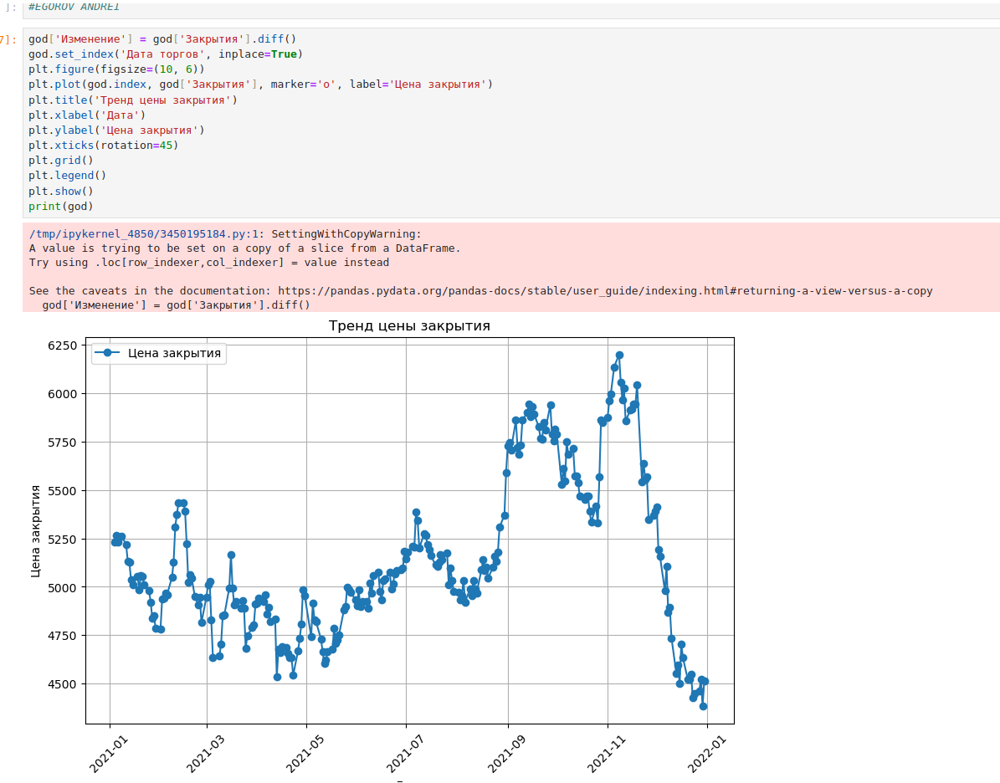 ]: #EGOROV ANDREI
7]: god['Изменение'] = god['Закрытия'].diff()
god.set_index('Дата торгов', inplace=True)
plt.figure(figsize=(10, 6))
plt.plot(god.index, god['Закрытия'], marker='o', label='Цена закрытия')
plt.title('Тренд цены закрытия')
plt.xlabel('Дата')
plt.ylabel('Цена закрытия')
plt.xticks(rotation=45)
plt.grid()
plt.legend()
plt.show()
print(god)
/tmp/ipykernel_4850/3450195184.py:1: SettingWithCopyWarning:
A value is trying to be set on a copy of a slice from a DataFrame.
Try using .loc[row_indexer,col_indexer] = value instead
See the caveats in the documentation: https://pandas.pydata.org/pandas-docs/stable/user_guide/indexing.html#returning-a-view-versus-a-copy
god['Изменение'] = god['Закрытия'].diff()
Тренд цены закрытия
Цена закрытия
6250
6000
5750
5500
5250
5000
4750
4500
Цена закрытия
2021-01
2021-03
2021-05
2021-07
2021-09
2021-11
2022-01